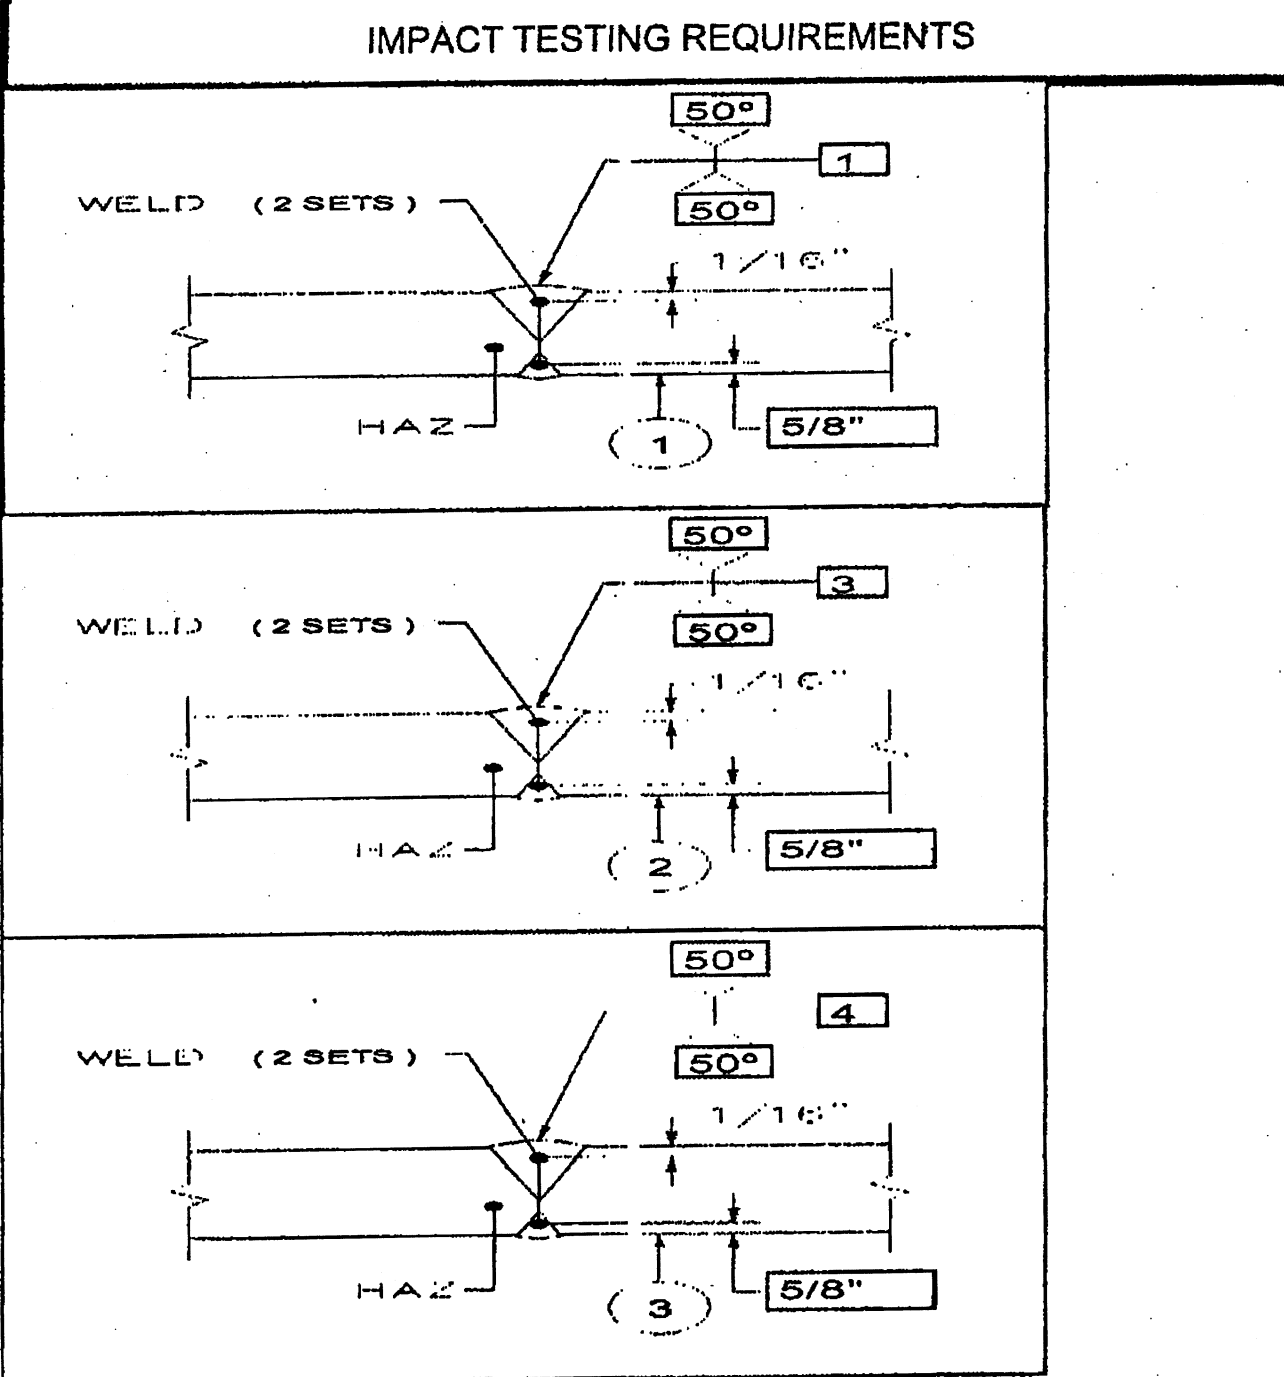 IMPACT TESTING REQUIREMENTS
50°
1
WELD (2 SETS)
50°
1/16"
HAZ
1
5/8"
50°
3
WELD (2 SETS)
50°
1/16"
HAZ
2
5/8"
50°
4
WELD (2 SETS)
50°
1/16"
HAZ
3
5/8"